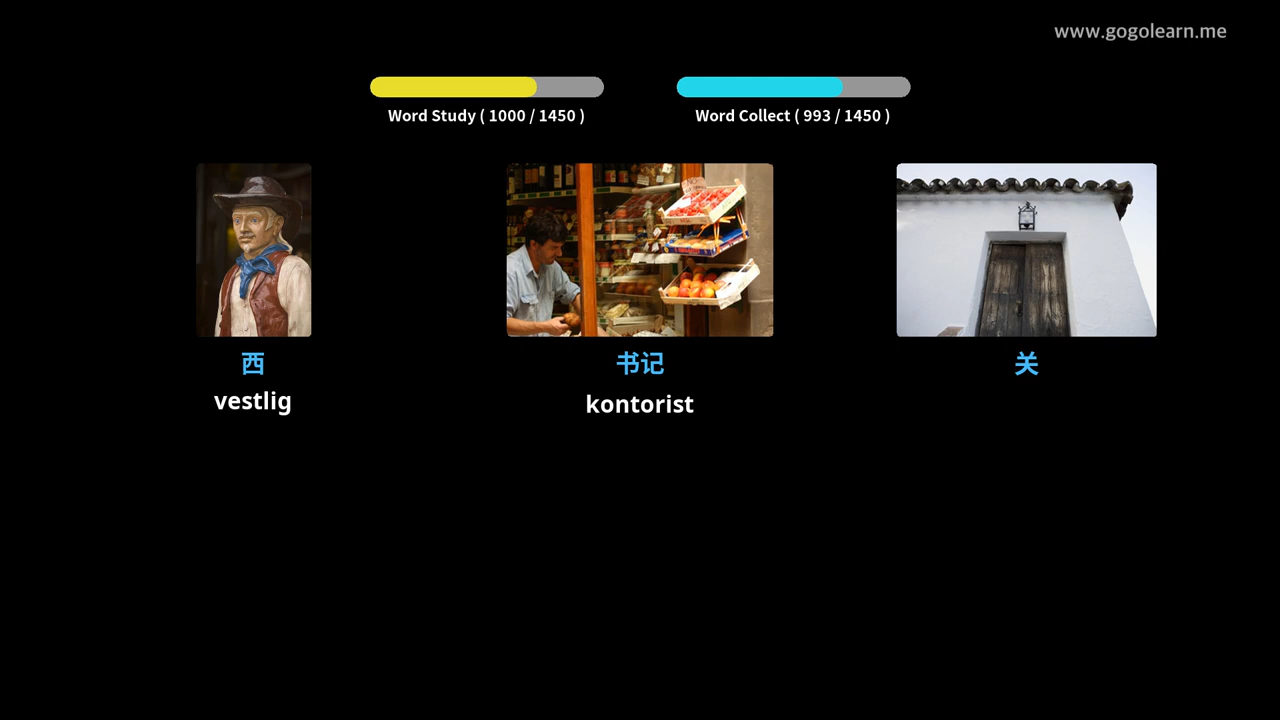 www.gogolearn.me
Word Study ( 1000 / 1450 )
Word Collect ( 993 / 1450 )
西
vestlig
书记
kontorist
关